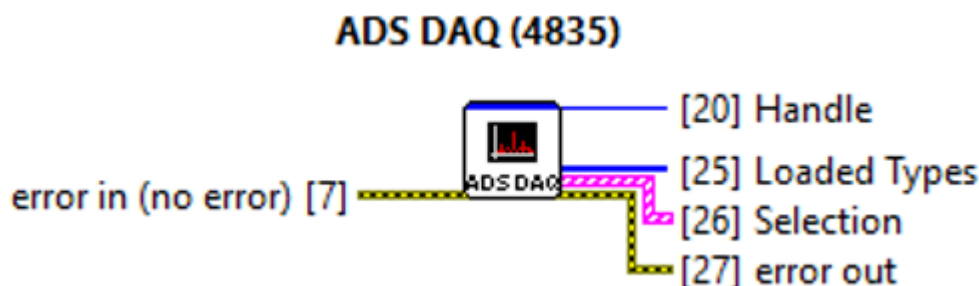 ADS DAQ (4835)
[20] Handle
ADS DAQ
[25] Loaded Types
error in (no error) [7]
[26] Selection
[27] error out